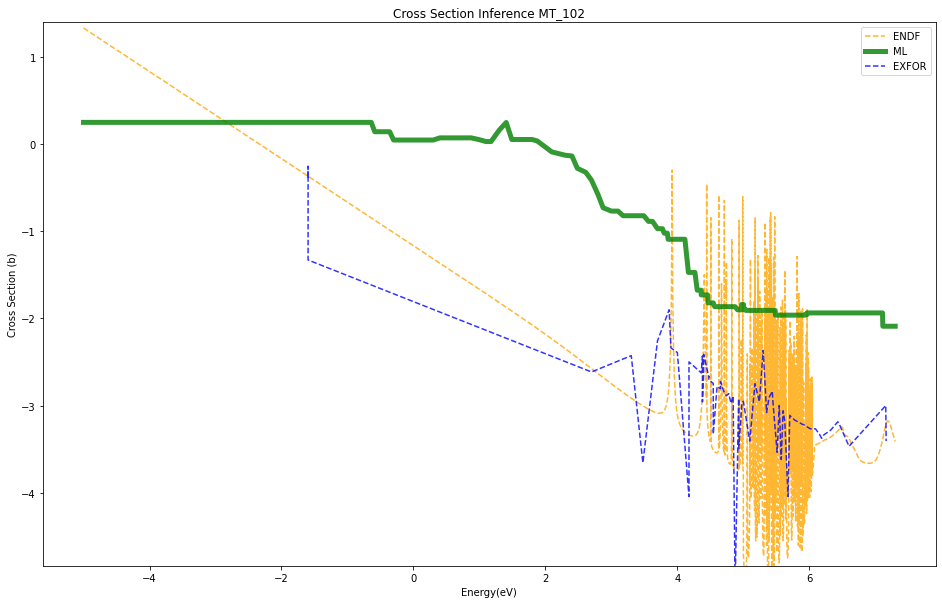 Cross Section Inference MT_102
ENDF
ML
EXFOR
Cross Section (b)
1
0
−1
−2
−3
−4
−4
−2
0
2
4
6
Energy(eV)